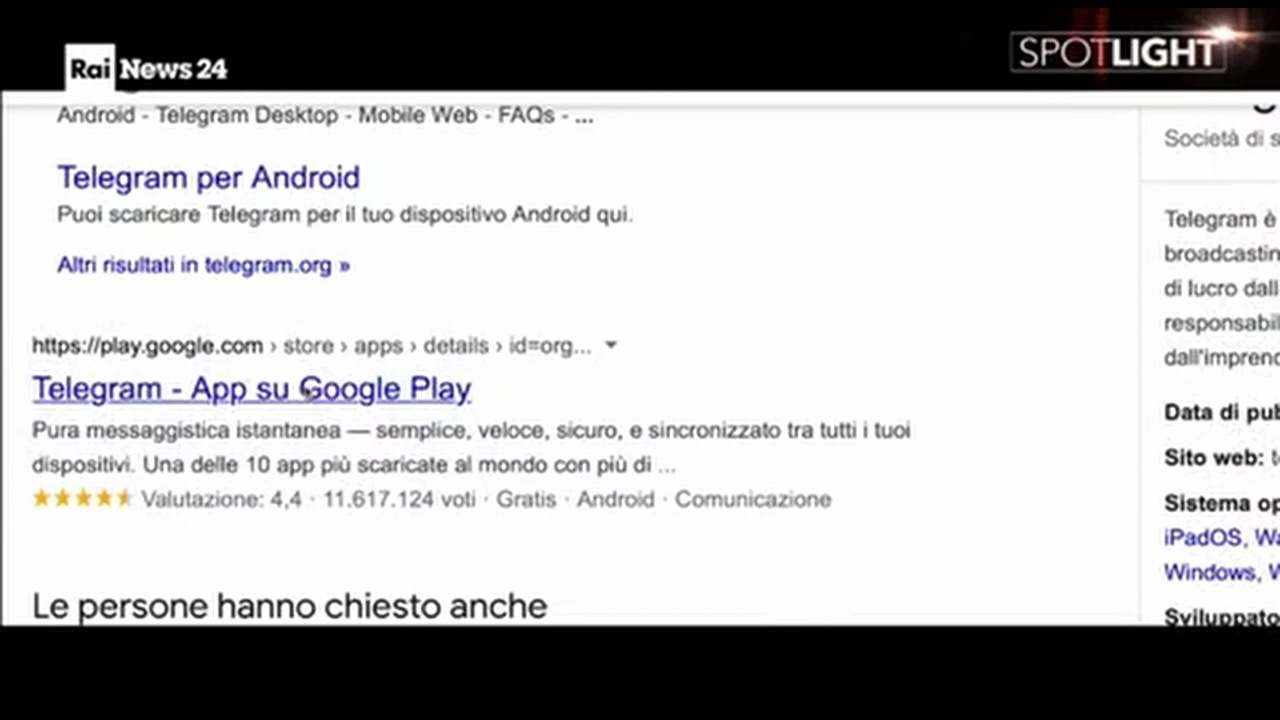 Rai News 24
SPOTLIGHT
Android - Telegram Desktop - Mobile Web - FAQs - ...
Telegram per Android
Puoi scaricare Telegram per il tuo dispositivo Android qui.
Altri risultati in telegram.org »
https://play.google.com › store › apps › details › id=org...
Telegram - App su Google Play
Pura messaggistica istantanea — semplice, veloce, sicuro, e sincronizzato tra tutti i tuoi
dispositivi. Una delle 10 app più scaricate al mondo con più di ...
Valutazione: 4,4 · 11.617.124 voti · Gratis · Android · Comunicazione
Le persone hanno chiesto anche
Società di s
Telegram è
broadcastin
di lucro dall
responsabil
dall'imprend
Data di pub
Sito web: t
Sistema op
iPadOS, Wa
Windows, W
Sviluppato